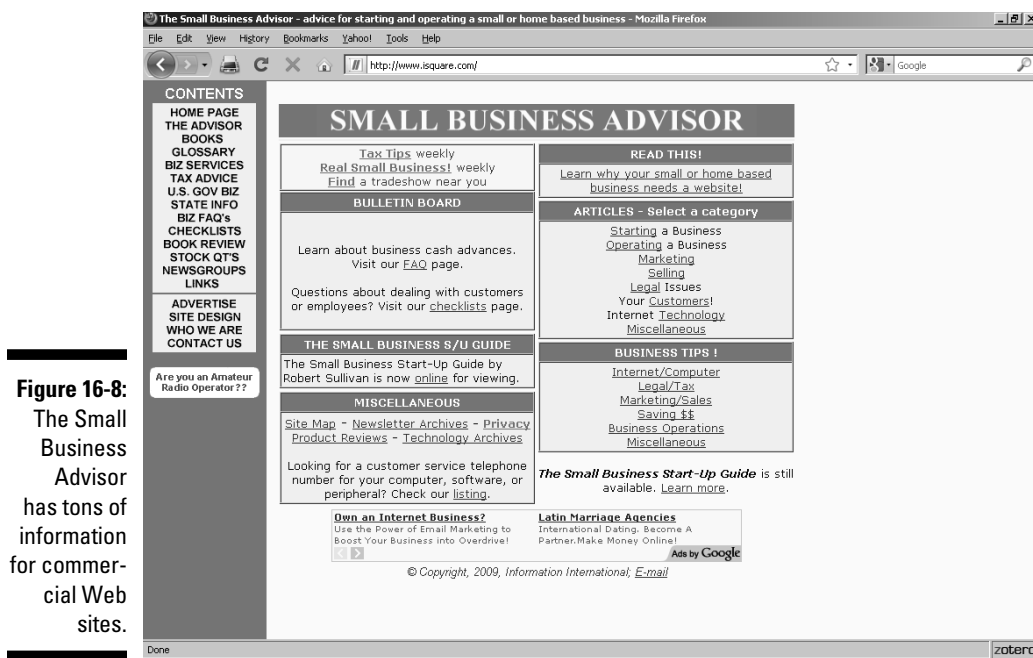 The Small Business Advisor - advice for starting and operating a small or home based business - Mozilla Firefox
File Edit View History Bookmarks Yahoo! Tools Help
http://www.isquare.com/
Google
CONTENTS
HOME PAGE
THE ADVISOR
BOOKS
GLOSSARY
BIZ SERVICES
TAX ADVICE
U.S. GOV BIZ
STATE INFO
BIZ FAQ's
CHECKLISTS
BOOK REVIEW
STOCK QT'S
NEWSGROUPS
LINKS
ADVERTISE
SITE DESIGN
WHO WE ARE
CONTACT US
Are you an Amateur
Radio Operator??
SMALL BUSINESS ADVISOR
Tax Tips weekly
Real Small Business! weekly
Find a tradeshow near you
BULLETIN BOARD
Learn about business cash advances.
Visit our FAQ page.
Questions about dealing with customers
or employees? Visit our checklists page.
THE SMALL BUSINESS S/U GUIDE
The Small Business Start-Up Guide by
Robert Sullivan is now online for viewing.
MISCELLANEOUS
Site Map - Newsletter Archives - Privacy
Product Reviews - Technology Archives
Looking for a customer service telephone
number for your computer, software, or
peripheral? Check our listing.
READ THIS!
Learn why your small or home based
business needs a website!
ARTICLES - Select a category
Starting a Business
Operating a Business
Marketing
Selling
Legal Issues
Your Customers!
Internet Technology
Miscellaneous
BUSINESS TIPS !
Internet/Computer
Legal/Tax
Marketing/Sales
Saving $$
Business Operations
Miscellaneous
The Small Business Start-Up Guide is still
available. Learn more.
Own an Internet Business?
Use the Power of Email Marketing to
Boost Your Business into Overdrive!
Latin Marriage Agencies
International Dating. Become A
Partner.Make Money Online!
Ads by Google
© Copyright, 2009, Information International; E-mail
Done
zotero
Figure 16-8:
The Small
Business
Advisor
has tons of
information
for commer-
cial Web
sites.